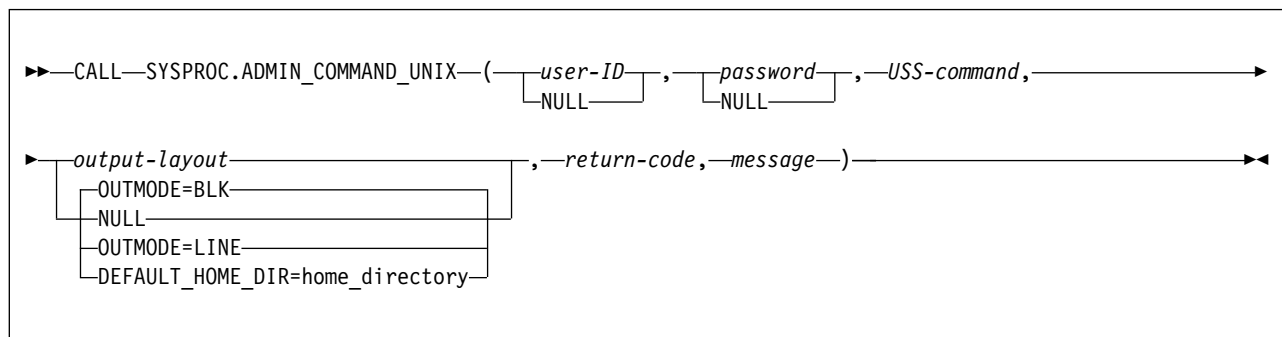 CALL SYSPROC.ADMIN_COMMAND_UNIX ( user-ID , password , USS-command,
NULL NULL
output-layout , return-code, message )
OUTMODE=BLK
NULL
OUTMODE=LINE
DEFAULT_HOME_DIR=home_directory